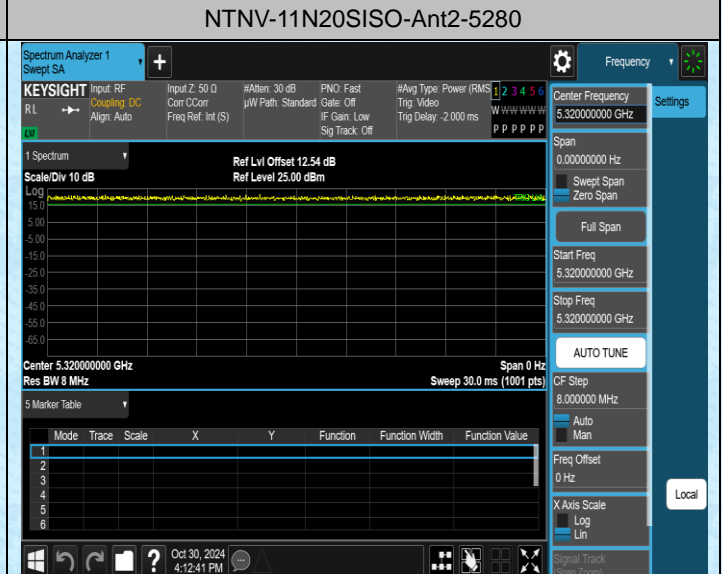 NTNV-11N20SISO-Ant2-5280
Spectrum Analyzer 1
Swept SA
+
Frequency
KEYSIGHT
RL
Input: RF
Coupling: DC
Align: Auto
Input Z: 50 Ω
Corr CCorr
Freq Ref: Int (S)
#Atten: 30 dB
µW Path: Standard
PNO: Fast
Gate: Off
IF Gain: Low
Sig Track: Off
#Avg Type: Power (RMS
Trig: Video
Trig Delay: -2.000 ms
1 2 3 4 5 6
W W W W W W
P P P P P P
1 Spectrum
Scale/Div 10 dB
Ref Lvl Offset 12.54 dB
Ref Level 25.00 dBm
Log
15.0
5.00
-5.00
-15.0
-25.0
-35.0
-45.0
-55.0
-65.0
Center 5.320000000 GHz
Res BW 8 MHz
Span 0 Hz
Sweep 30.0 ms (1001 pts)
5 Marker Table
Mode Trace Scale X Y Function Function Width Function Value
1
2
3
4
5
6
Center Frequency
5.320000000 GHz
Span
0.00000000 Hz
Swept Span
Zero Span
Full Span
Start Freq
5.320000000 GHz
Stop Freq
5.320000000 GHz
AUTO TUNE
CF Step
8.000000 MHz
Auto
Man
Freq Offset
0 Hz
X Axis Scale
Log
Lin
Signal Track
(Span Zoom)
Settings
Local
?
Oct 30, 2024
4:12:41 PM